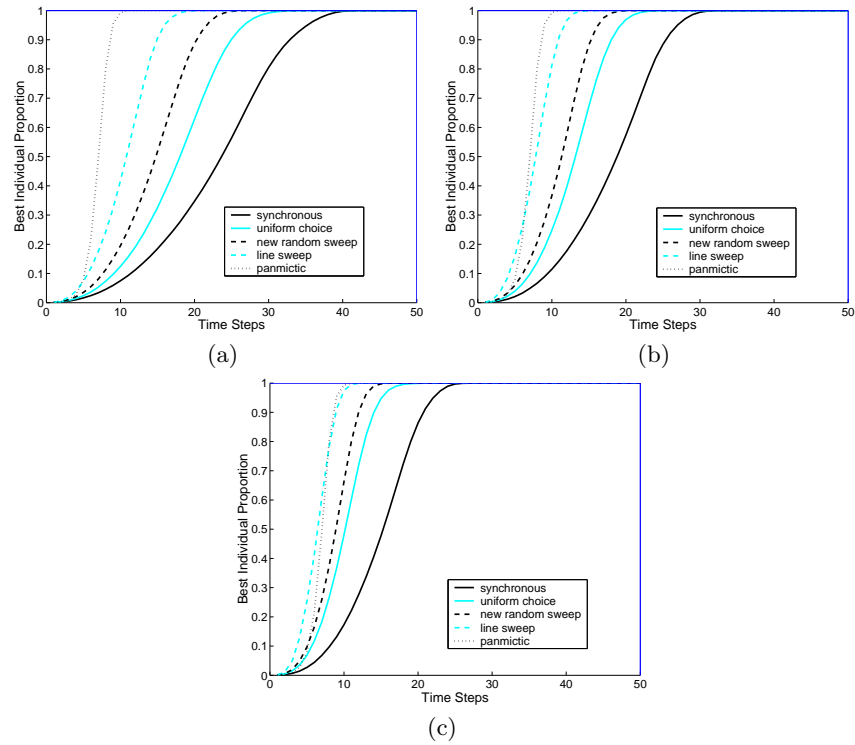 1
0.9
0.8
0.7
0.6
0.5
0.4
0.3
0.2
0.1
0
Best Individual Proportion
synchronous
uniform choice
new random sweep
line sweep
panmictic
0 10 20 30 40 50
Time Steps
(a)
1
0.9
0.8
0.7
0.6
0.5
0.4
0.3
0.2
0.1
0
Best Individual Proportion
synchronous
uniform choice
new random sweep
line sweep
panmictic
0 10 20 30 40 50
Time Steps
(b)
1
0.9
0.8
0.7
0.6
0.5
0.4
0.3
0.2
0.1
0
Best Individual Proportion
synchronous
uniform choice
new random sweep
line sweep
panmictic
0 10 20 30 40 50
Time Steps
(c)